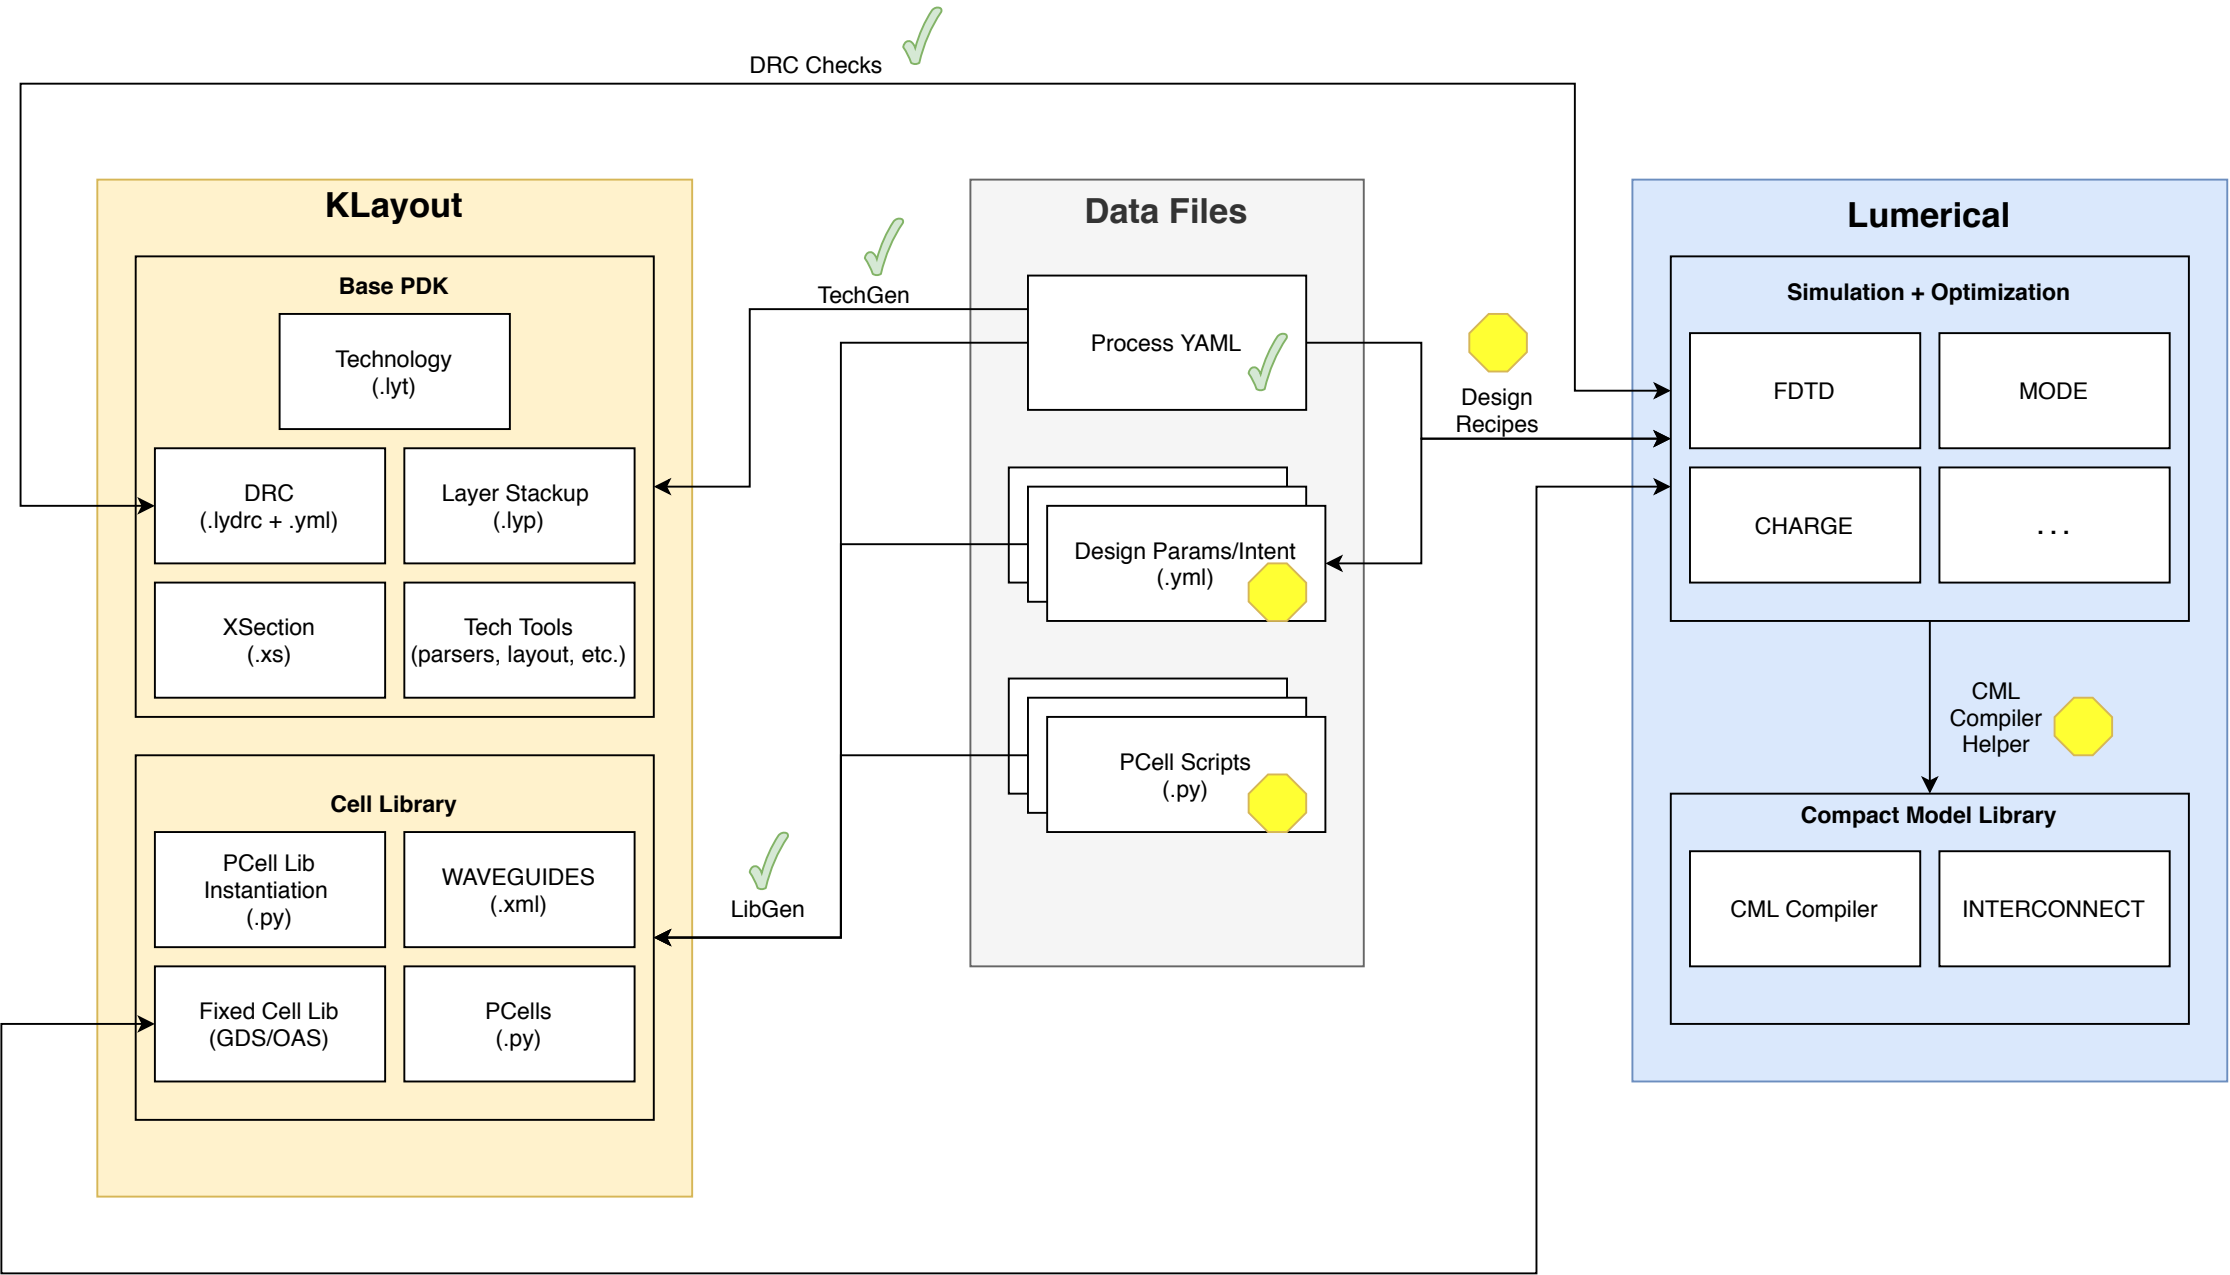 DRC Checks
KLayout
Base PDK
Technology
(.lyt)
DRC
(.lydrc + .yml)
Layer Stackup
(.lyp)
XSection
(.xs)
Tech Tools
(parsers, layout, etc.)
Cell Library
PCell Lib
Instantiation
(.py)
WAVEGUIDES
(.xml)
Fixed Cell Lib
(GDS/OAS)
PCells
(.py)
TechGen
LibGen
Data Files
Process YAML
Design Params/Intent
(.yml)
PCell Scripts
(.py)
Design
Recipes
Lumerical
Simulation + Optimization
FDTD
MODE
CHARGE
. . .
CML
Compiler
Helper
Compact Model Library
CML Compiler
INTERCONNECT